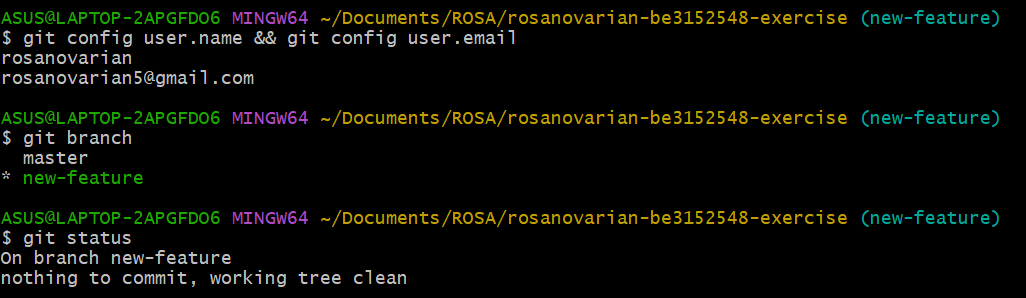 ASUS@LAPTOP-2APGFDO6 MINGW64 ~/Documents/ROSA/rosanovarian-be3152548-exercise (new-feature)
$ git config user.name && git config user.email
rosanovarian
rosanovarian5@gmail.com
ASUS@LAPTOP-2APGFDO6 MINGW64 ~/Documents/ROSA/rosanovarian-be3152548-exercise (new-feature)
$ git branch
  master
* new-feature
ASUS@LAPTOP-2APGFDO6 MINGW64 ~/Documents/ROSA/rosanovarian-be3152548-exercise (new-feature)
$ git status
On branch new-feature
nothing to commit, working tree clean